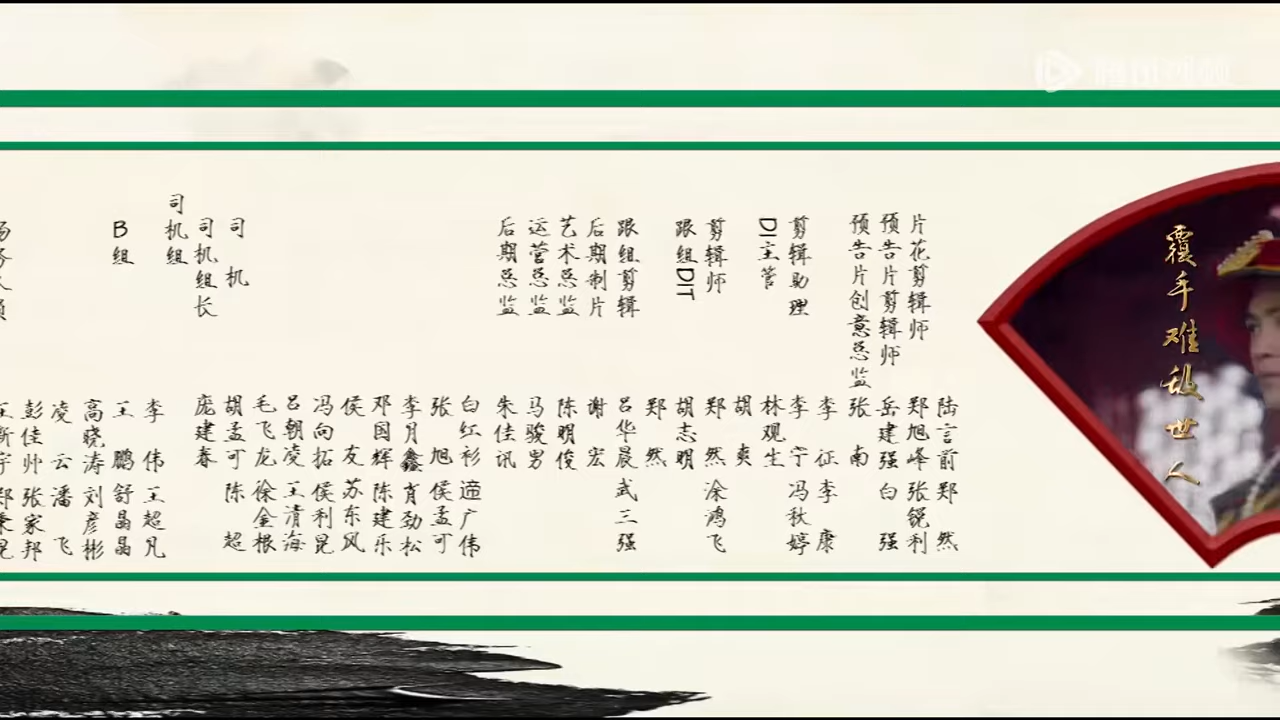 覆手难敌世人
陆言前 郑然
片花剪辑师 郑旭峰 张锐利
预告片剪辑师 岳建强 白强
预告片创意总监 张南
李征 李康
剪辑助理 李宁 冯秋婷
DI主管 林观生
胡爽
剪辑师 郑然 涂鸿飞
跟组DIT 胡志明
郑然
跟组剪辑 吕华晨 武三强
后期制片 谢宏
艺术总监 陈明俊
运营总监 马骏男
后期总监 朱佳讯
白红衫 广伟
张旭 侯孟可
李月鑫 肖劲松
邓国辉 陈建乐
侯友 苏东风
冯向拓 侯利昆
吕朝凌 王清海
毛飞龙 徐金根
司机 胡孟可 陈超
司机组长 庞建春
司机组
李伟 王超凡
B组 王鹏 舒晶晶
高晓涛 刘彦彬
凌云 潘飞
彭佳帅 张家邦